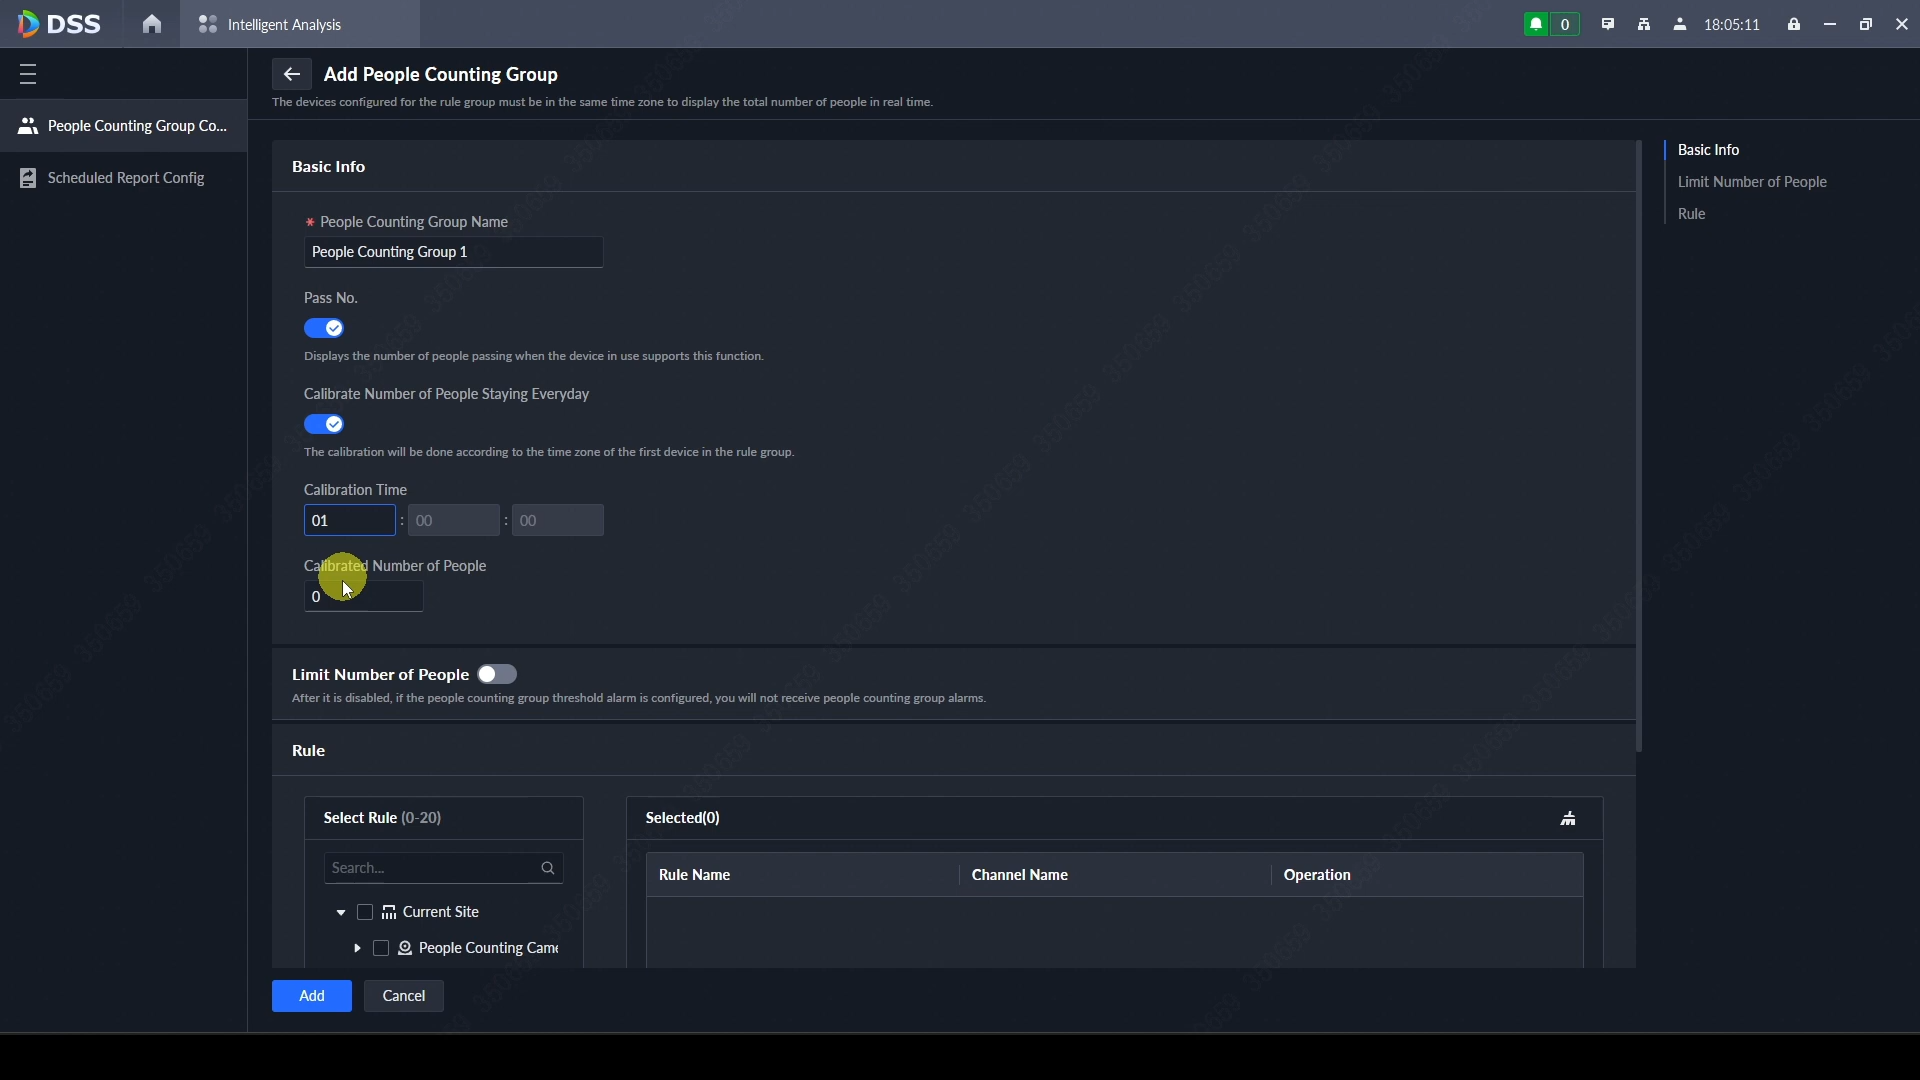 DSS
Intelligent Analysis
0
18:05:11
Add People Counting Group
The devices configured for the rule group must be in the same time zone to display the total number of people in real time.
People Counting Group Co...
Scheduled Report Config
Basic Info
* People Counting Group Name
People Counting Group 1
Pass No.
Displays the number of people passing when the device in use supports this function.
Calibrate Number of People Staying Everyday
The calibration will be done according to the time zone of the first device in the rule group.
Calibration Time
01 : 00 : 00
Calibrated Number of People
0
Limit Number of People
After it is disabled, if the people counting group threshold alarm is configured, you will not receive people counting group alarms.
Rule
Select Rule (0-20)
Search...
Current Site
People Counting Came
Selected(0)
Rule Name
Channel Name
Operation
Add
Cancel
Basic Info
Limit Number of People
Rule
350659